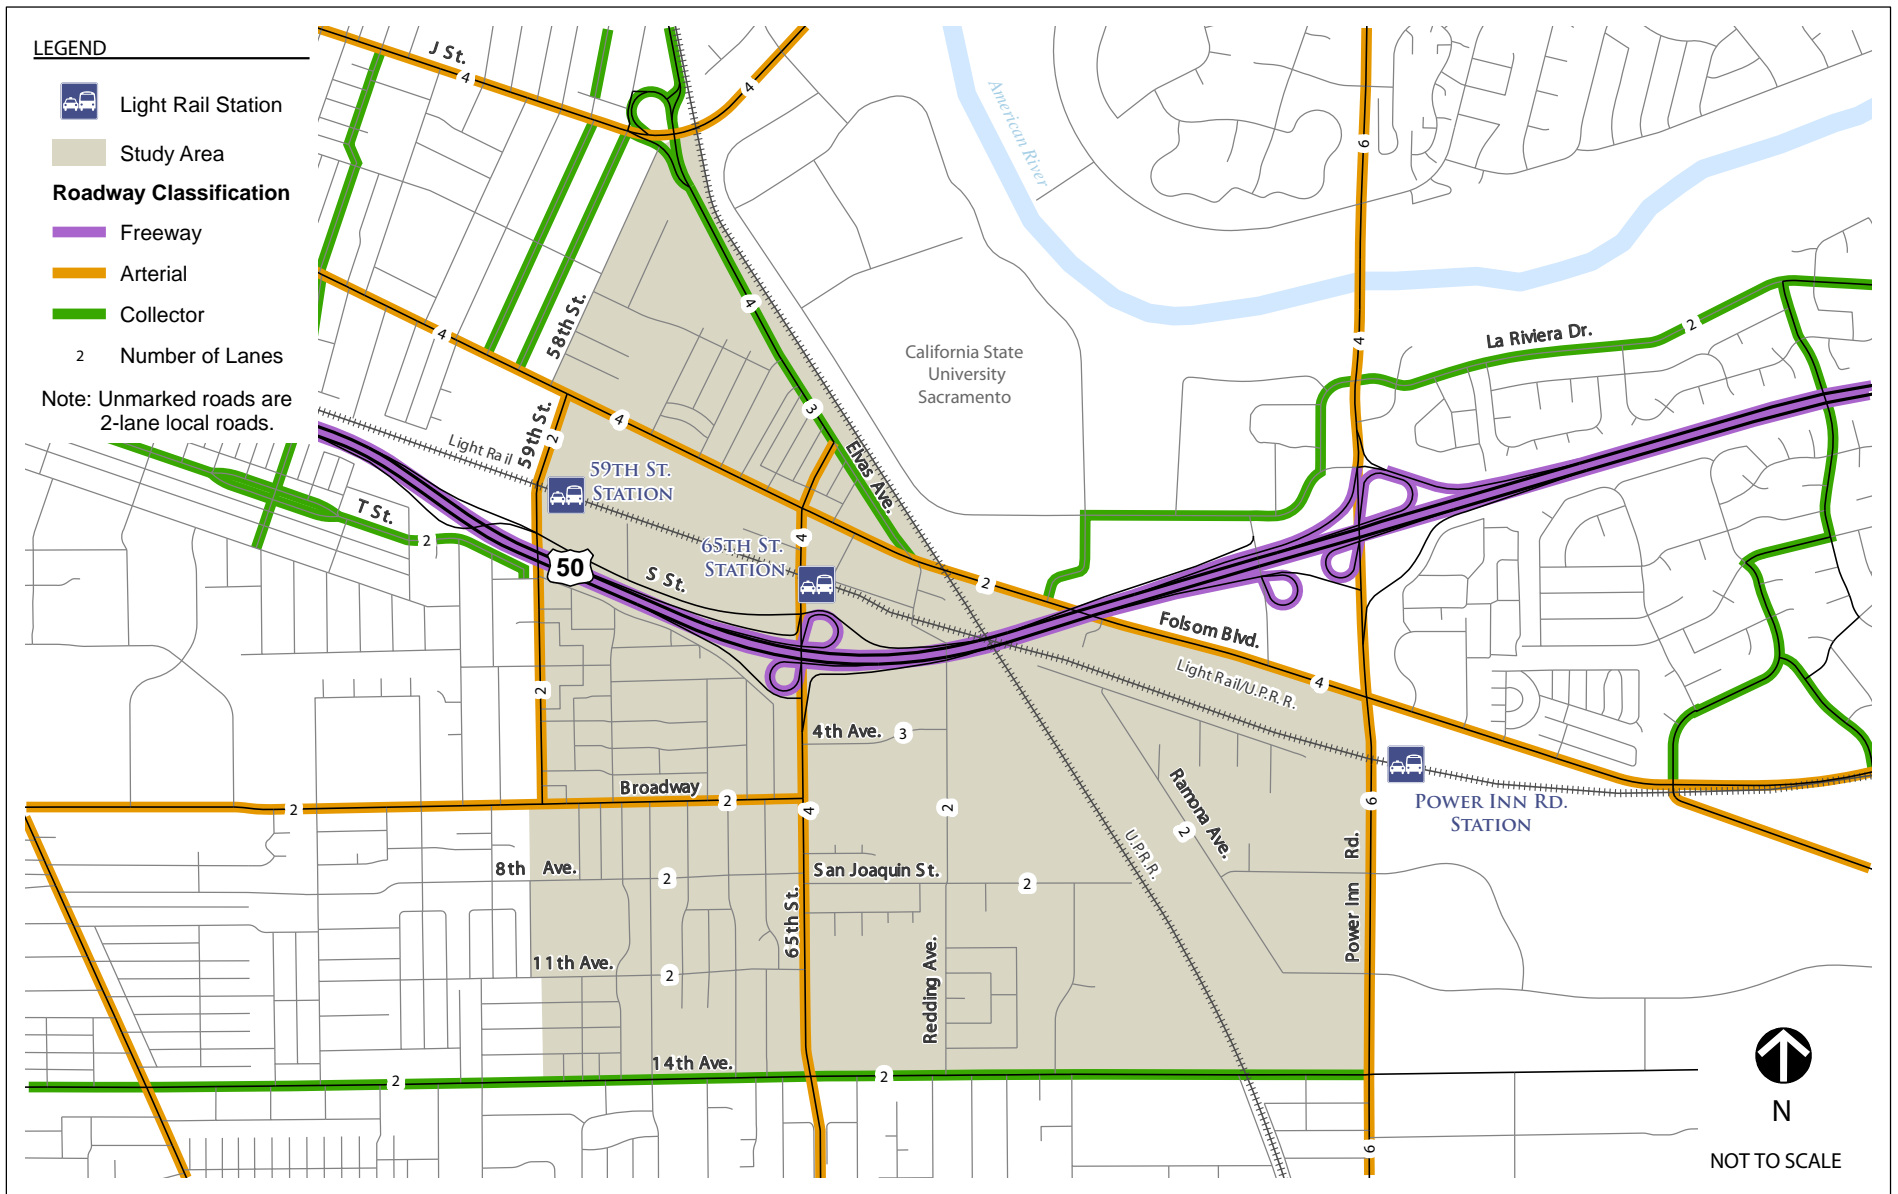 LEGEND
Light Rail Station
Study Area
Roadway Classification
Freeway
Arterial
Collector
2 Number of Lanes
Note: Unmarked roads are
2-lane local roads.
J St.
4
4
American River
6
58th St.
4
4
California State
University
Sacramento
4
La Riviera Dr.
2
59th St.
2
4
3
Elvas Ave.
Light Rail
59TH ST.
STATION
T St.
2
50
S St.
65TH ST.
STATION
4
2
Folsom Blvd.
Light Rail/U.P.R.R.
4
2
4th Ave.
3
Broadway
2
2
4
2
Ramona Ave.
2
U.P.R.R.
6
POWER INN RD.
STATION
8th Ave.
2
San Joaquin St.
2
65th St.
Power Inn Rd.
11th Ave.
2
Redding Ave.
14th Ave.
2
2
6
N
NOT TO SCALE